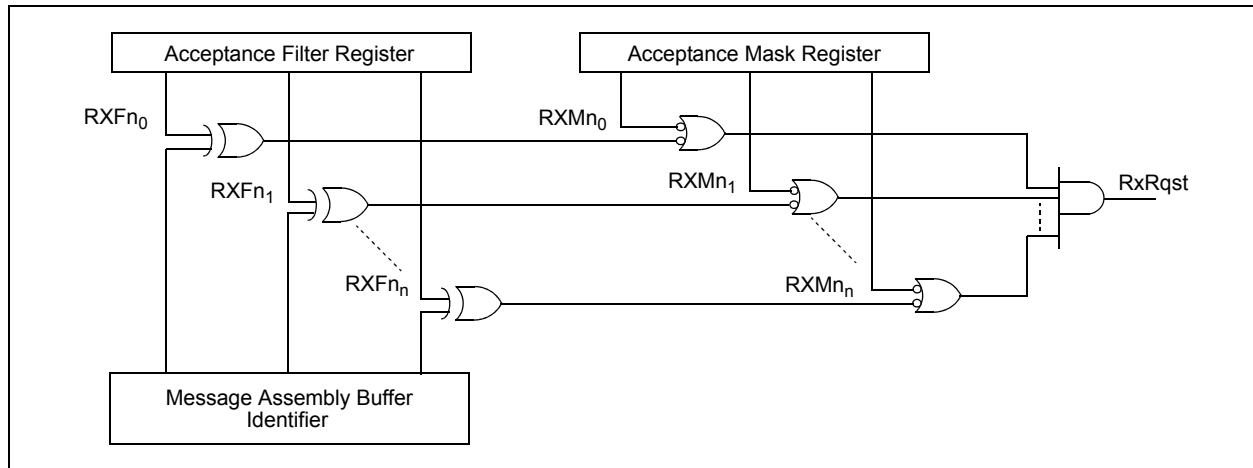 Acceptance Filter Register
Acceptance Mask Register
RXFn₀
RXMn₀
RXFn₁
RXMn₁
RxRqst
RXFnₙ
RXMnₙ
Message Assembly Buffer
Identifier